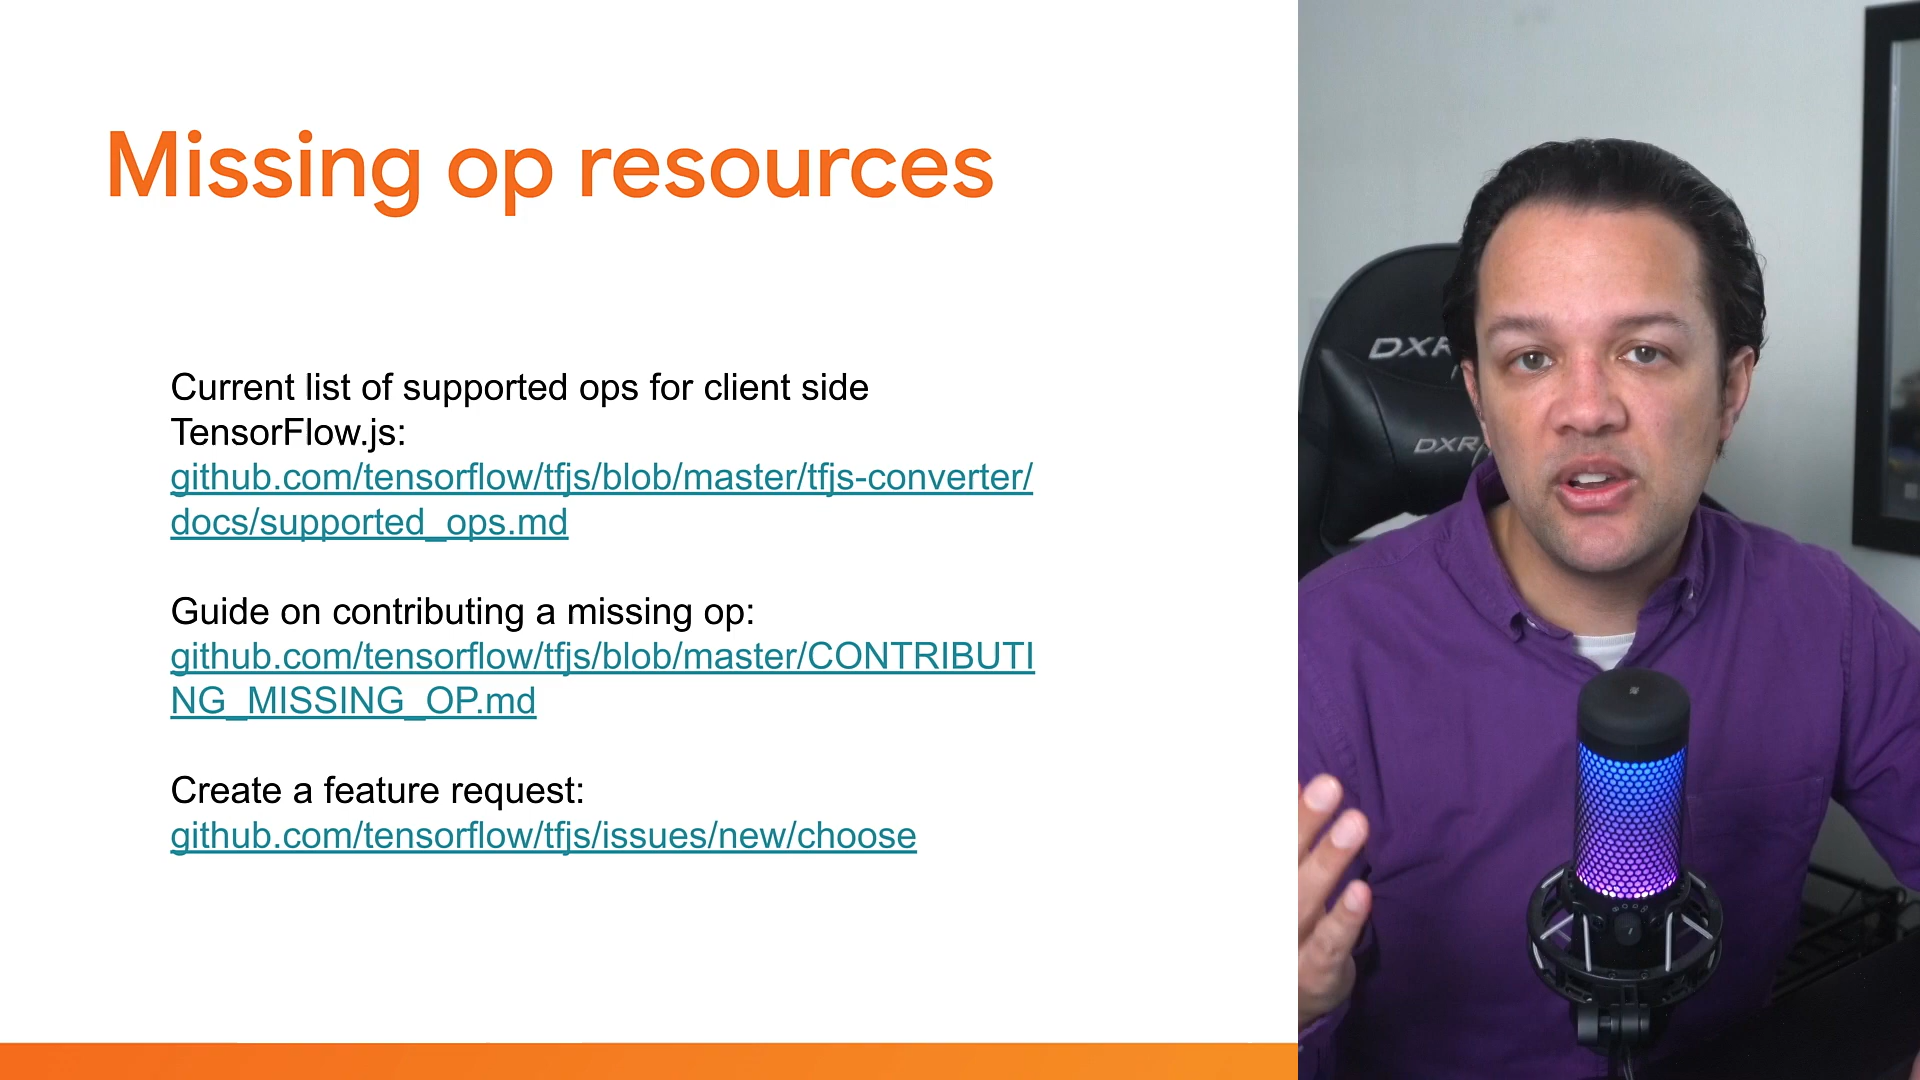 Missing op resources
Current list of supported ops for client side
TensorFlow.js:
github.com/tensorflow/tfjs/blob/master/tfjs-converter/
docs/supported_ops.md
Guide on contributing a missing op:
github.com/tensorflow/tfjs/blob/master/CONTRIBUTI
NG_MISSING_OP.md
Create a feature request:
github.com/tensorflow/tfjs/issues/new/choose
DXR
DXR